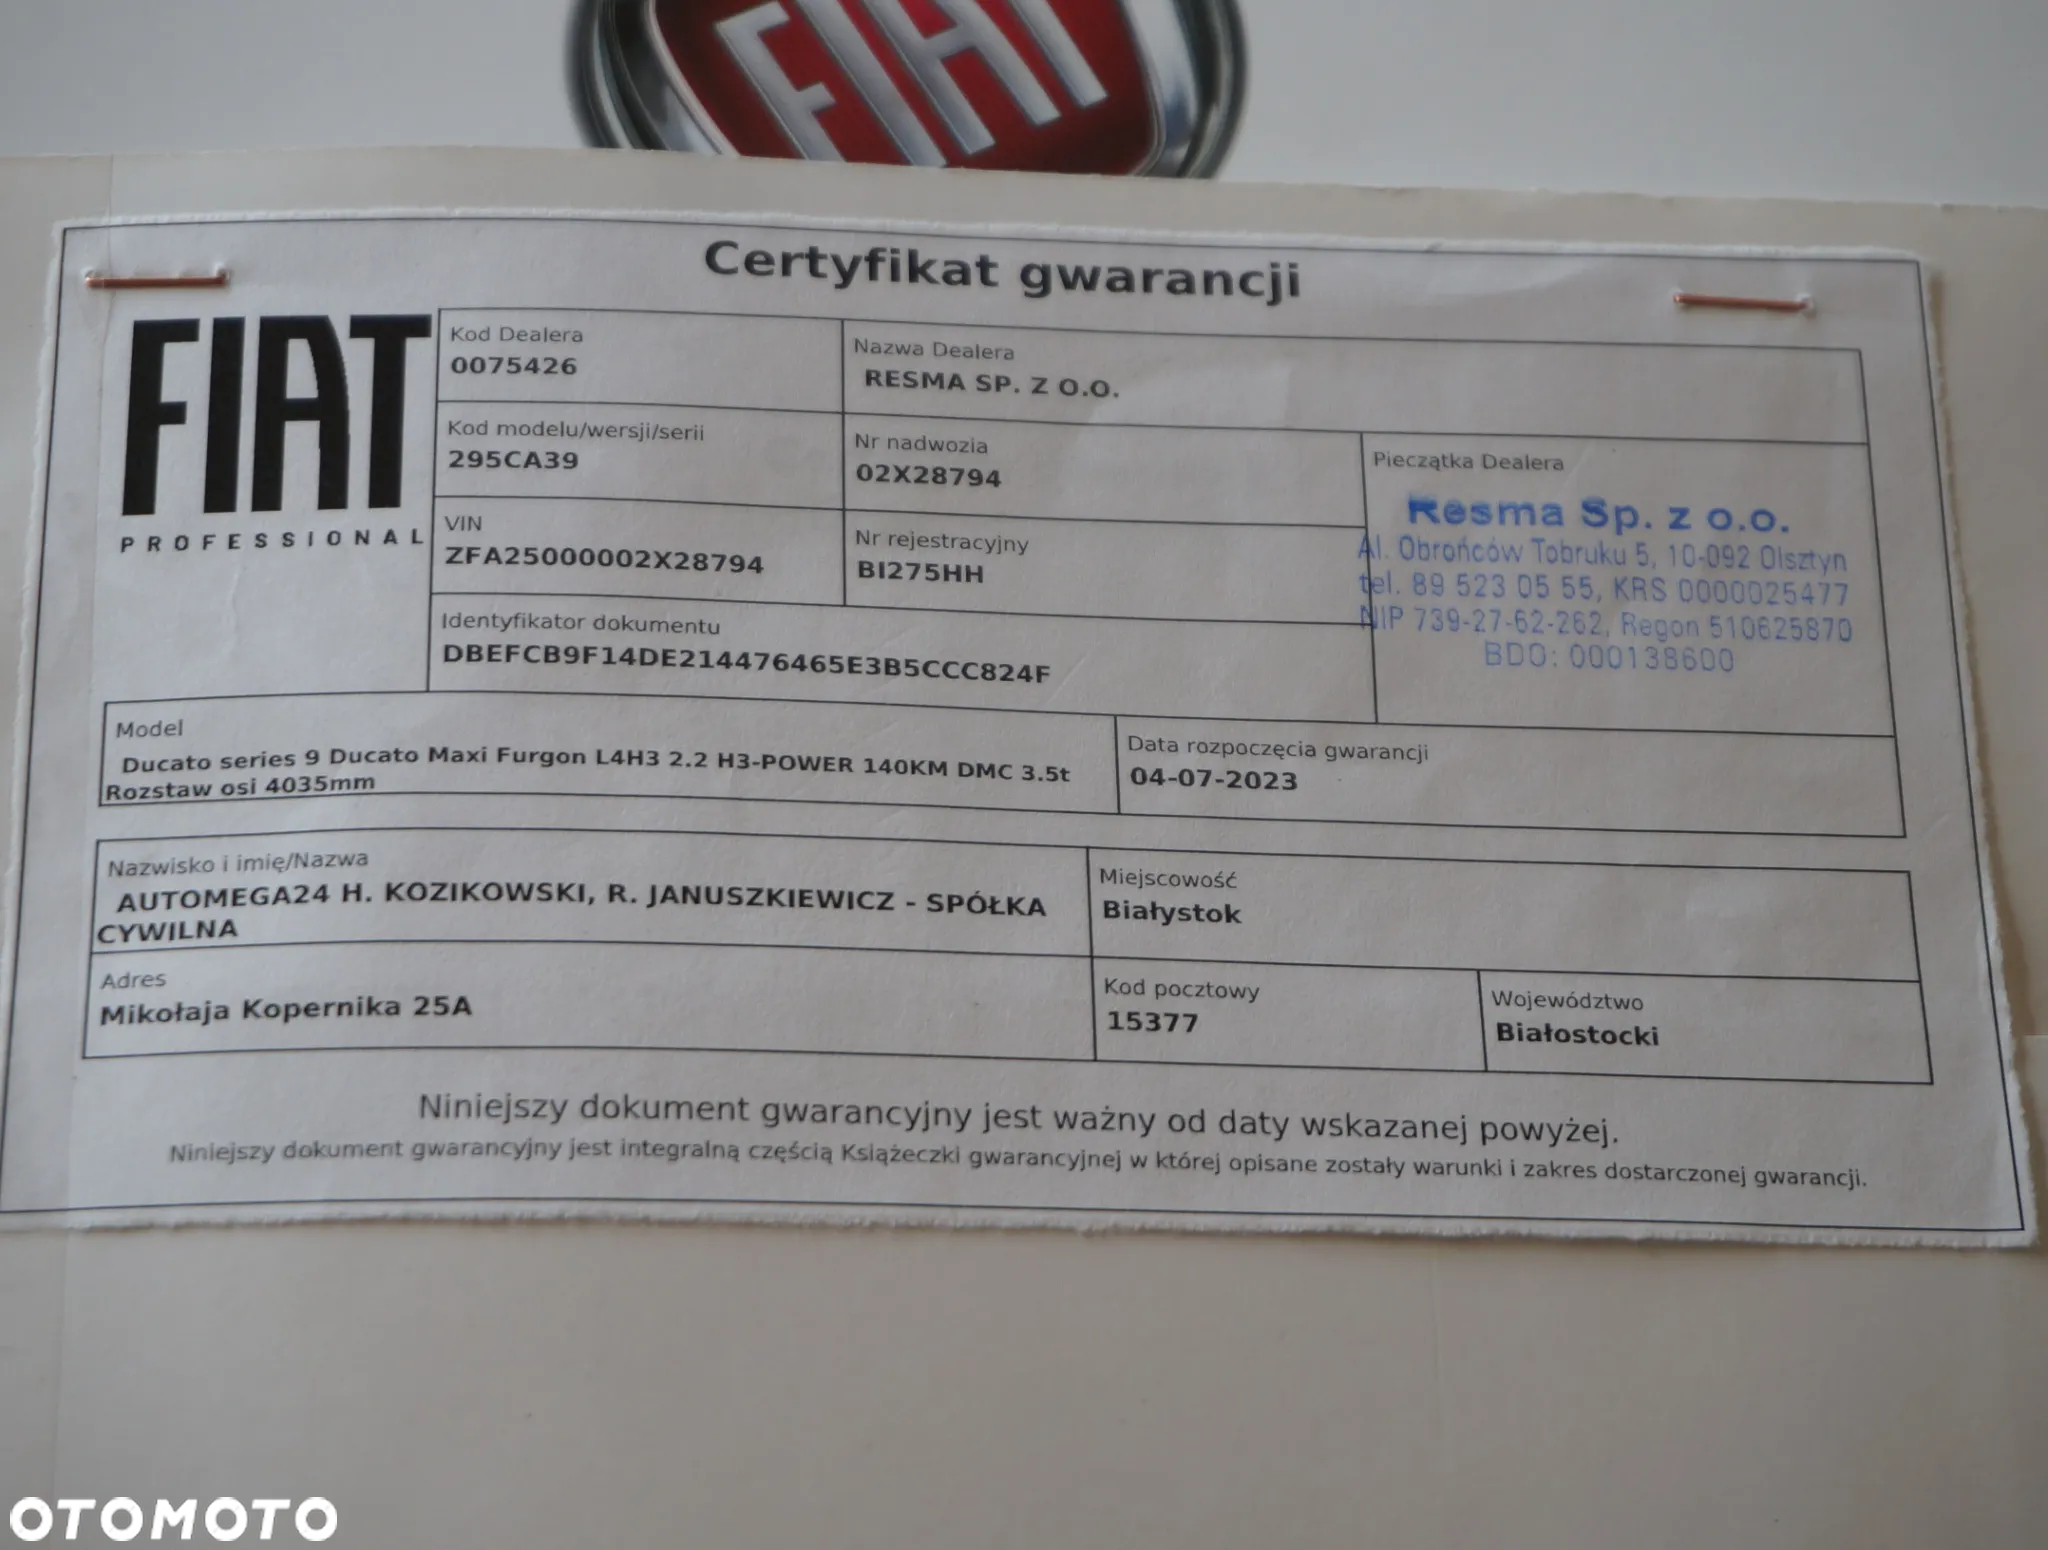 FIAT
Certyfikat gwarancji
FIAT
PROFESSIONAL
Kod Dealera
0075426
Nazwa Dealera
RESMA SP. Z O.O.
Kod modelu/wersji/serii
295CA39
Nr nadwozia
02X28794
Pieczątka Dealera
Resma Sp. z o.o.
Al. Obrońców Tobruku 5, 10-092 Olsztyn
tel. 89 523 05 55, KRS 0000025477
NIP 739-27-62-262, Regon 510625870
BDO: 000138600
VIN
ZFA25000002X28794
Nr rejestracyjny
BI275HH
Identyfikator dokumentu
DBEFCB9F14DE214476465E3B5CCC824F
Model
Ducato series 9 Ducato Maxi Furgon L4H3 2.2 H3-POWER 140KM DMC 3.5t
Rozstaw osi 4035mm
Data rozpoczęcia gwarancji
04-07-2023
Nazwisko i imię/Nazwa
AUTOMEGA24 H. KOZIKOWSKI, R. JANUSZKIEWICZ - SPÓŁKA
CYWILNA
Miejscowość
Białystok
Adres
Mikołaja Kopernika 25A
Kod pocztowy
15377
Województwo
Białostocki
Niniejszy dokument gwarancyjny jest ważny od daty wskazanej powyżej.
Niniejszy dokument gwarancyjny jest integralną częścią Książeczki gwarancyjnej w której opisane zostały warunki i zakres dostarczonej gwarancji.
OTOMOTO